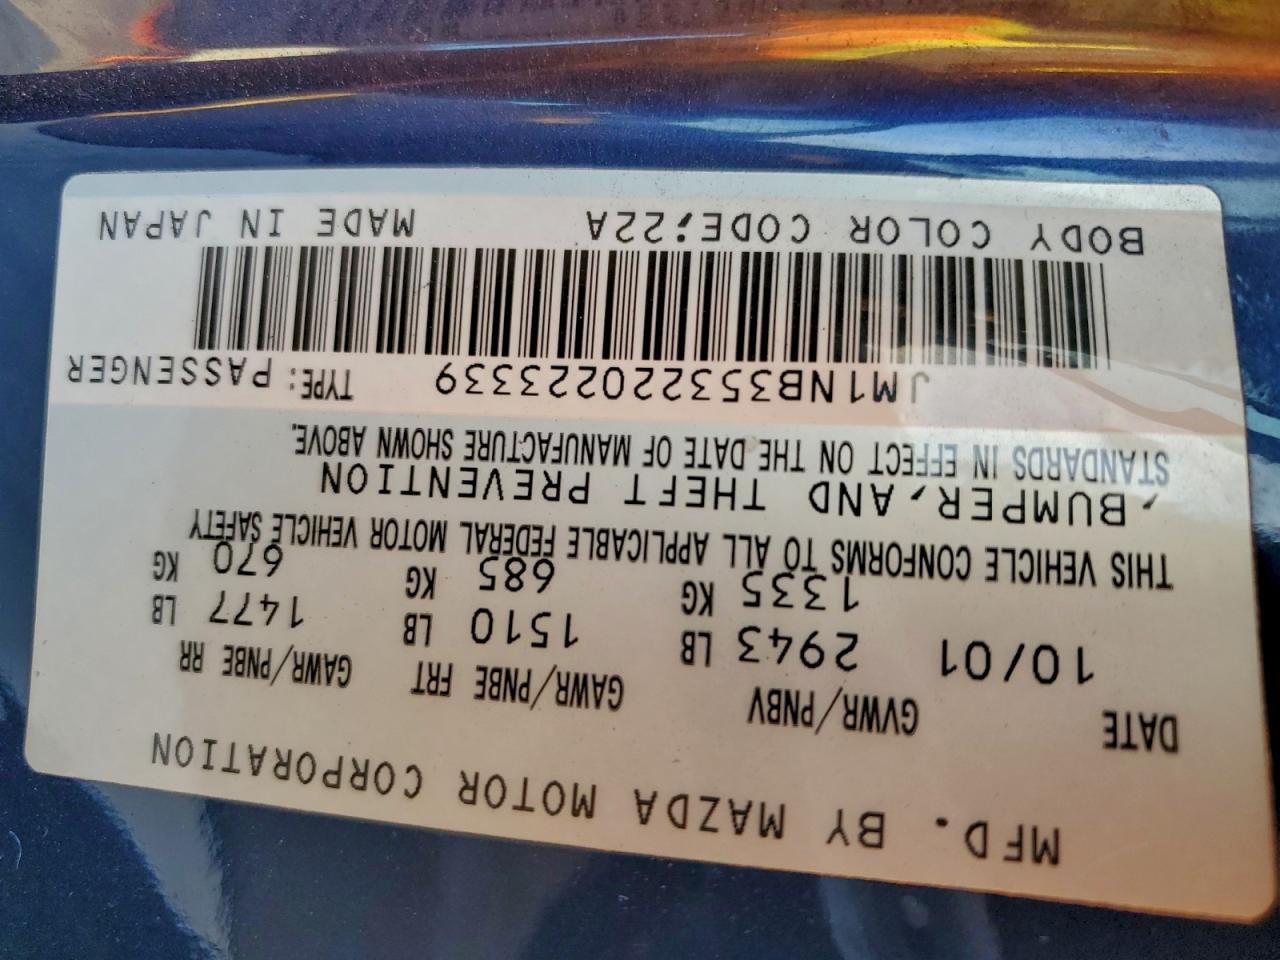 MFD. BY MAZDA MOTOR CORPORATION
DATE GVWR/PNBV GAWR/PNBE FRT GAWR/PNBE RR
10/01 2943 LB 1510 LB 1477 LB
1335 KG 685 KG 670 KG
THIS VEHICLE CONFORMS TO ALL APPLICABLE FEDERAL MOTOR VEHICLE SAFETY
,BUMPER,AND THEFT PREVENTION
STANDARDS IN EFFECT ON THE DATE OF MANUFACTURE SHOWN ABOVE.
JM1NB353220223339 TYPE: PASSENGER
BODY COLOR CODE;22A MADE IN JAPAN